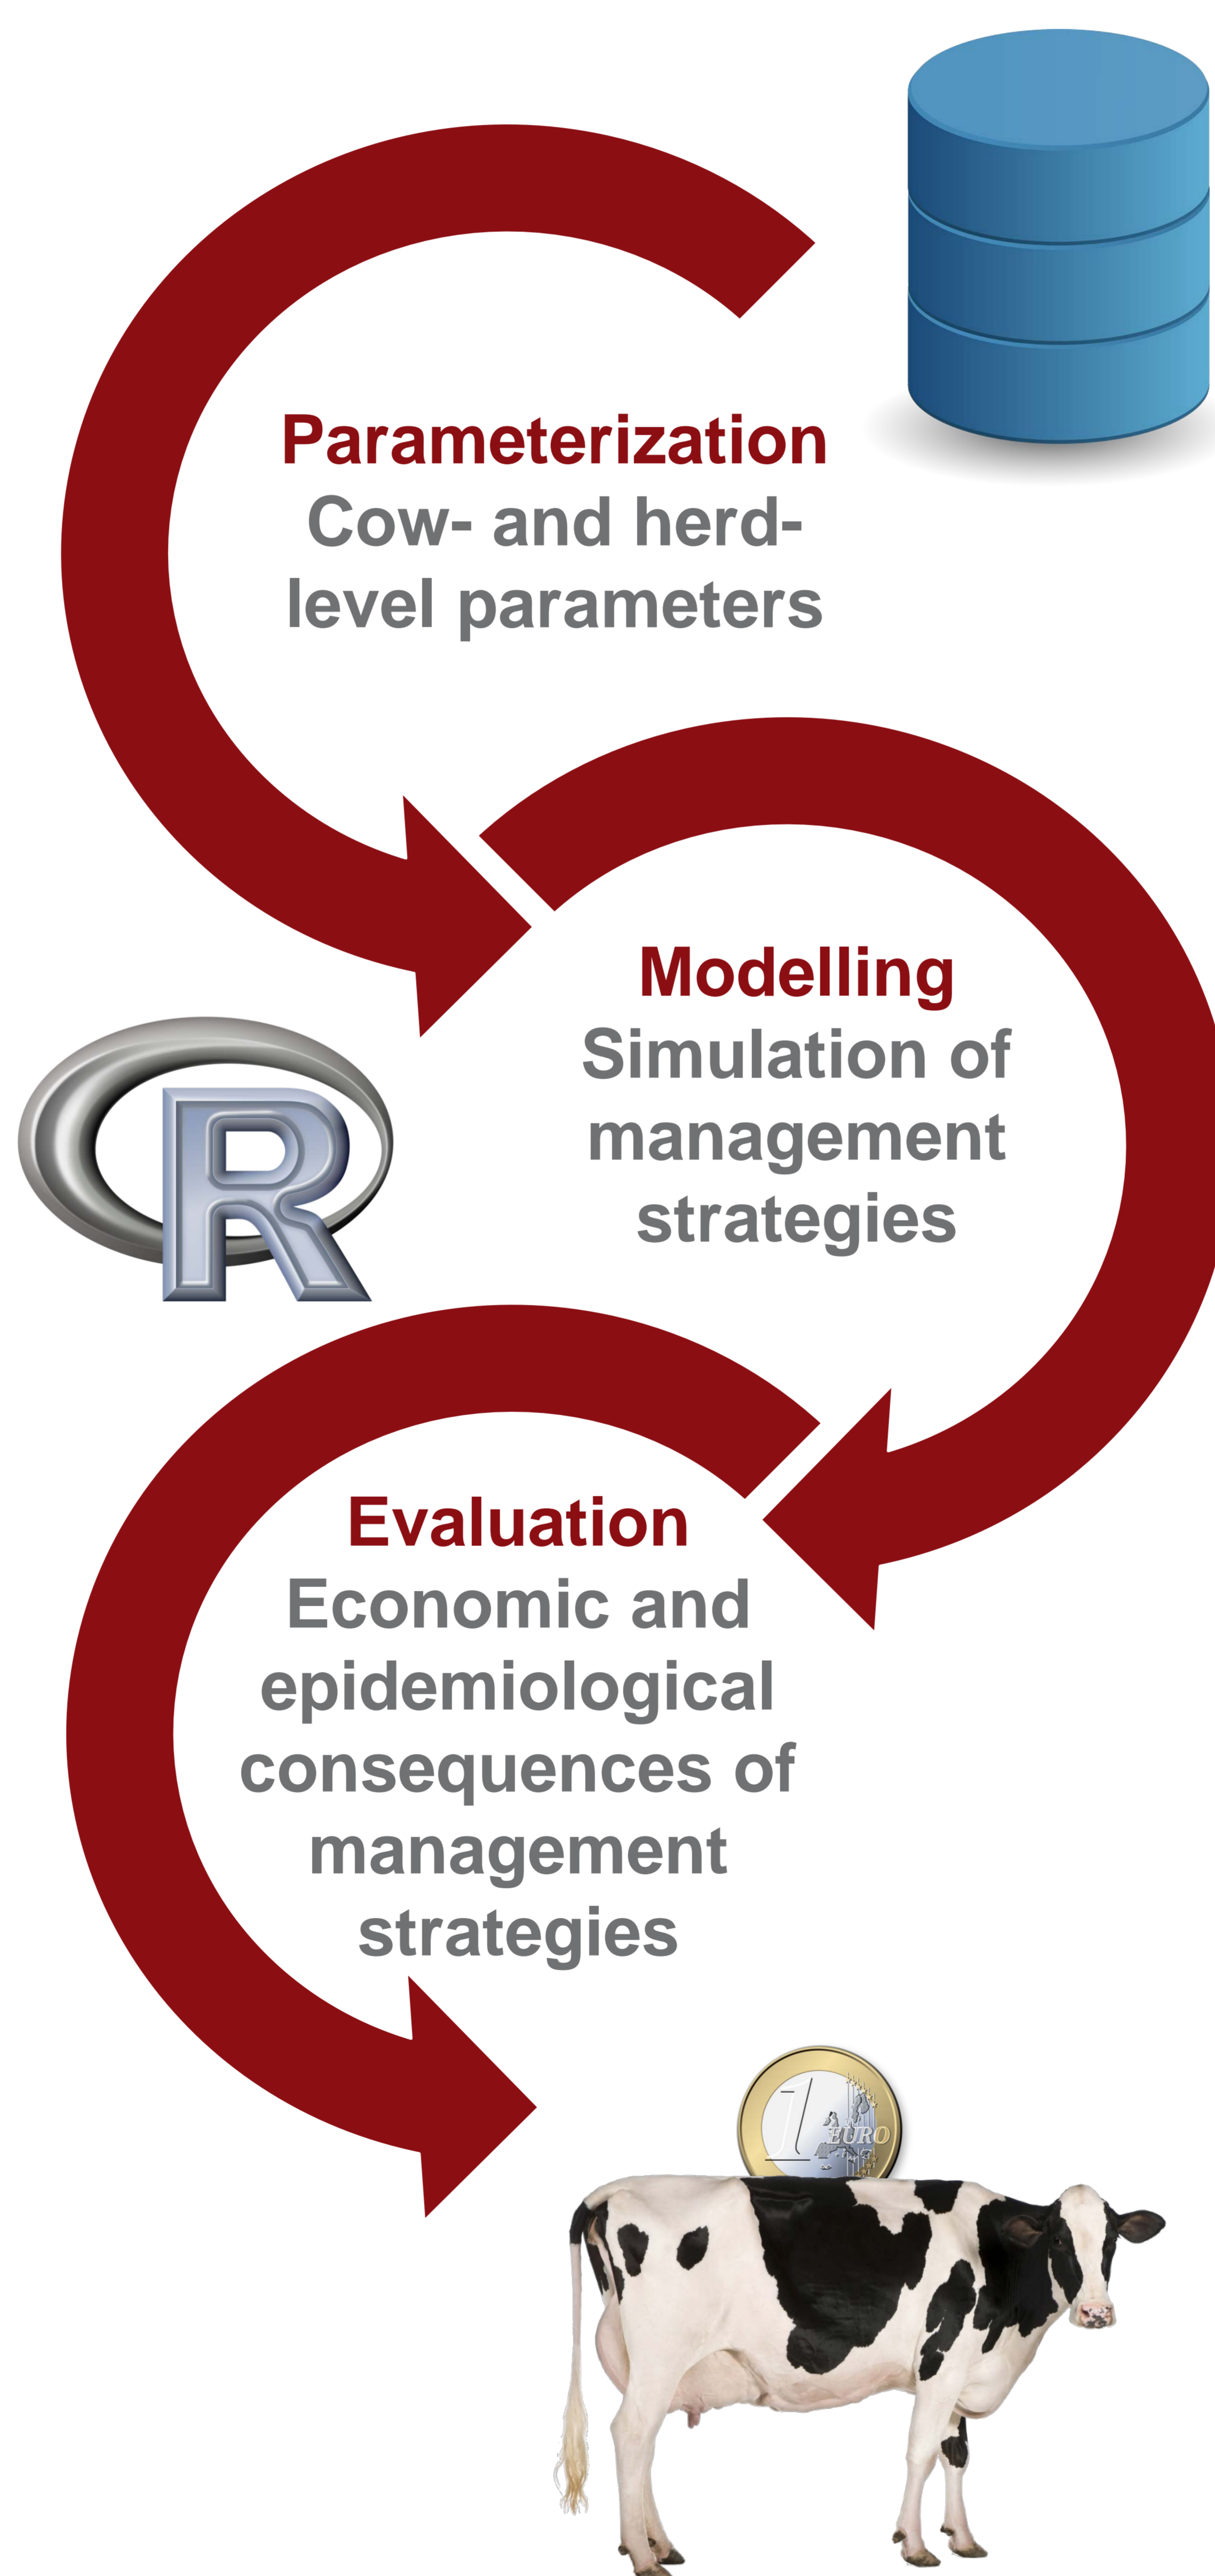 Parameterization
Cow- and herd-
level parameters
Modelling
Simulation of
management
strategies
R
Evaluation
Economic and
epidemiological
consequences of
management
strategies
1
EURO